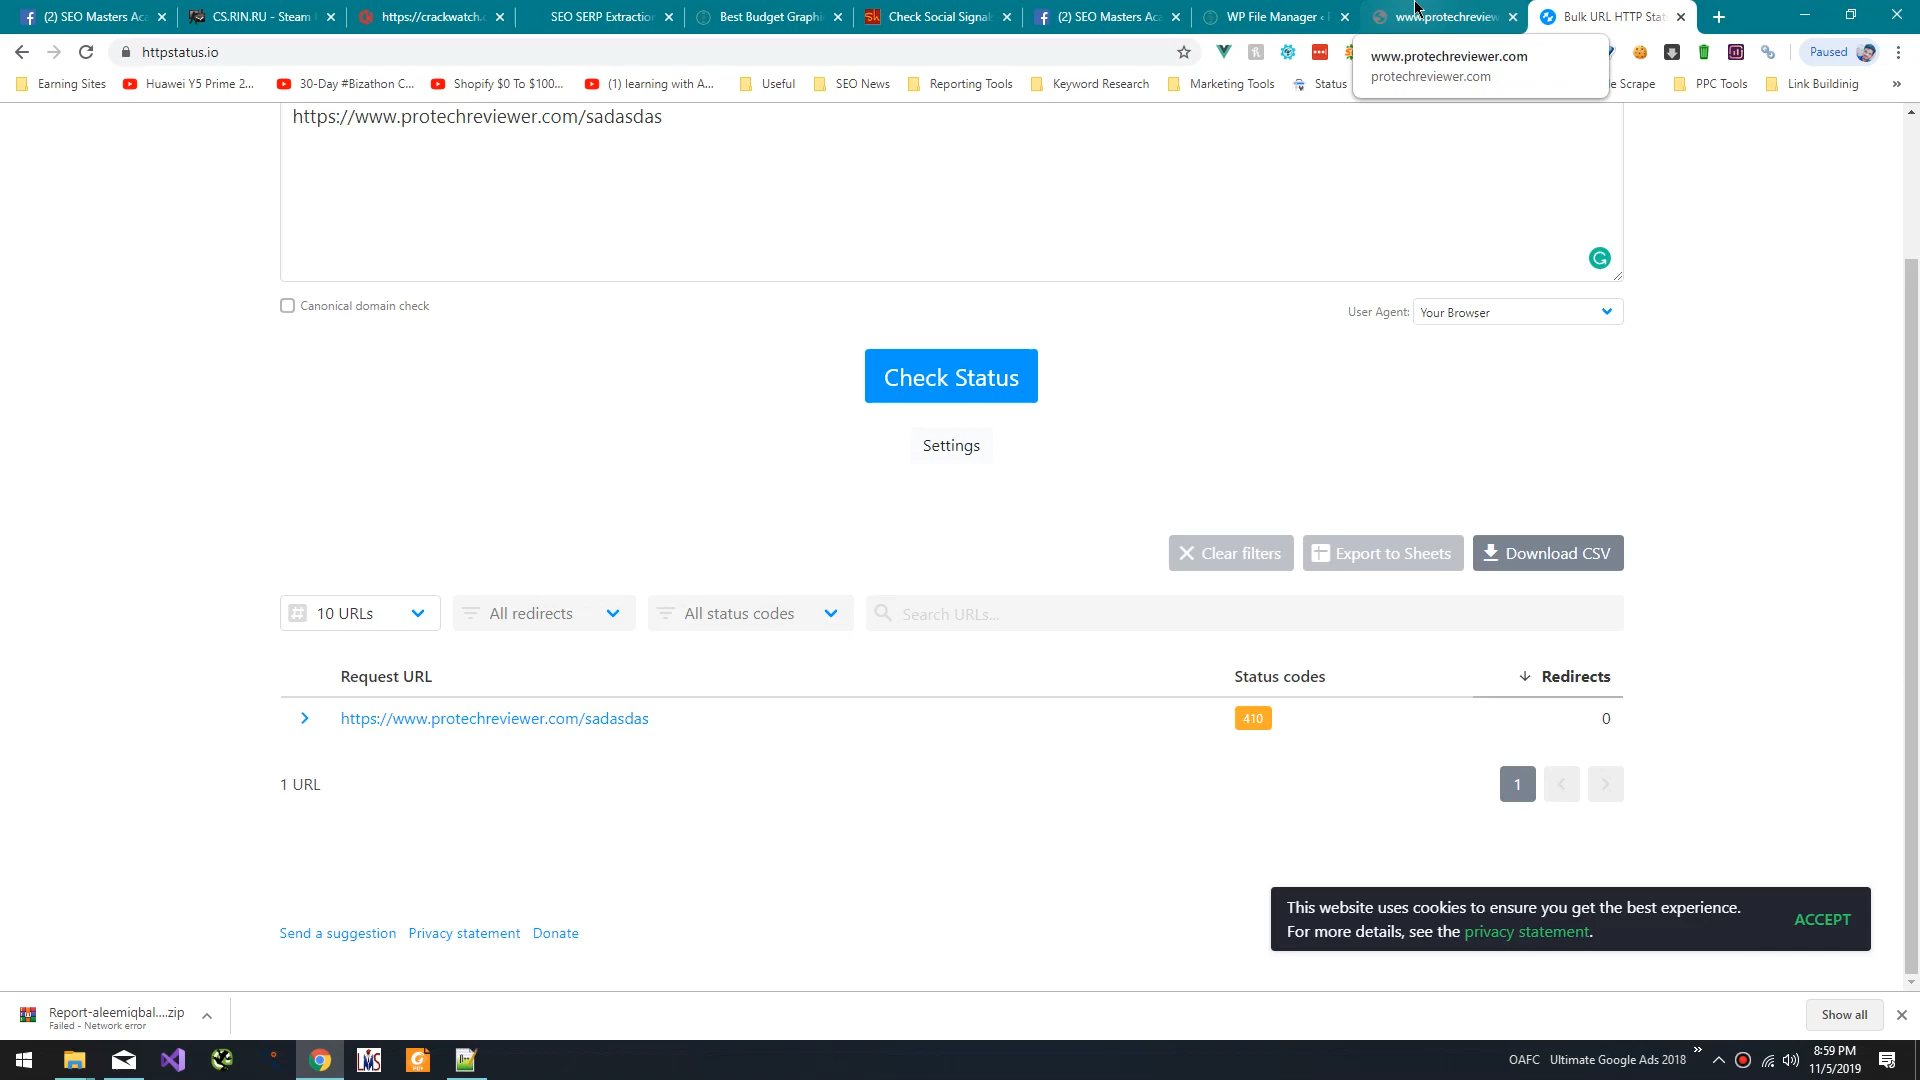 (2) SEO Masters Aca
CS.RIN.RU - Steam
https://crackwatch.c
SEO SERP Extraction
Best Budget Graphi
Check Social Signal
(2) SEO Masters Aca
WP File Manager ‹
www.protechreview
Bulk URL HTTP Stat
httpstatus.io
Paused
www.protechreviewer.com
protechreviewer.com
Earning Sites
Huawei Y5 Prime 2...
30-Day #Bizathon C...
Shopify $0 To $100...
(1) learning with A...
Useful
SEO News
Reporting Tools
Keyword Research
Marketing Tools
Status
e Scrape
PPC Tools
Link Buildinig
»
https://www.protechreviewer.com/sadasdas
Canonical domain check
User Agent: Your Browser
Check Status
Settings
Clear filters
Export to Sheets
Download CSV
10 URLs
All redirects
All status codes
Search URLs...
Request URL
Status codes
Redirects
https://www.protechreviewer.com/sadasdas
410
0
1 URL
1
This website uses cookies to ensure you get the best experience.
For more details, see the privacy statement.
ACCEPT
Send a suggestion
Privacy statement
Donate
Report-aleemiqbal....zip
Failed - Network error
Show all
LMS
OAFC
Ultimate Google Ads 2018
8:59 PM
11/5/2019